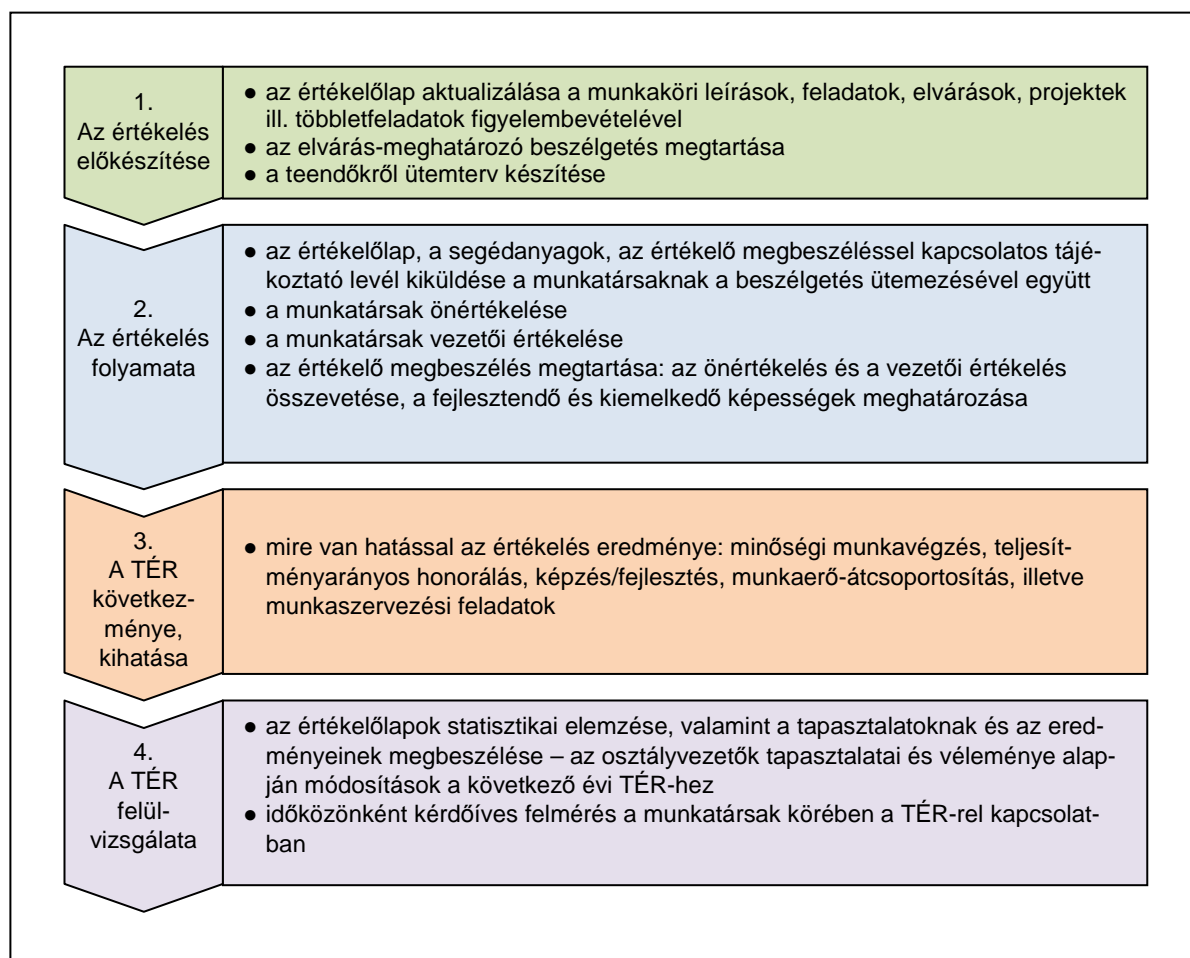 1.
Az értékelés
előkészítése
● az értékelőlap aktualizálása a munkaköri leírások, feladatok, elvárások, projektek
ill. többletfeladatok figyelembevételével
● az elvárás-meghatározó beszélgetés megtartása
● a teendőkről ütemterv készítése
2.
Az értékelés
folyamata
● az értékelőlap, a segédanyagok, az értékelő megbeszéléssel kapcsolatos tájé-
koztató levél kiküldése a munkatársaknak a beszélgetés ütemezésével együtt
● a munkatársak önértékelése
● a munkatársak vezetői értékelése
● az értékelő megbeszélés megtartása: az önértékelés és a vezetői értékelés
összevetése, a fejlesztendő és kiemelkedő képességek meghatározása
3.
A TÉR
következ-
ménye,
kihatása
● mire van hatással az értékelés eredménye: minőségi munkavégzés, teljesít-
ményarányos honorálás, képzés/fejlesztés, munkaerő-átcsoportosítás, illetve
munkaszervezési feladatok
4.
A TÉR
felül-
vizsgálata
● az értékelőlapok statisztikai elemzése, valamint a tapasztalatoknak és az ered-
ményeinek megbeszélése – az osztályvezetők tapasztalatai és véleménye alap-
ján módosítások a következő évi TÉR-hez
● időközönként kérdőíves felmérés a munkatársak körében a TÉR-rel kapcsolat-
ban